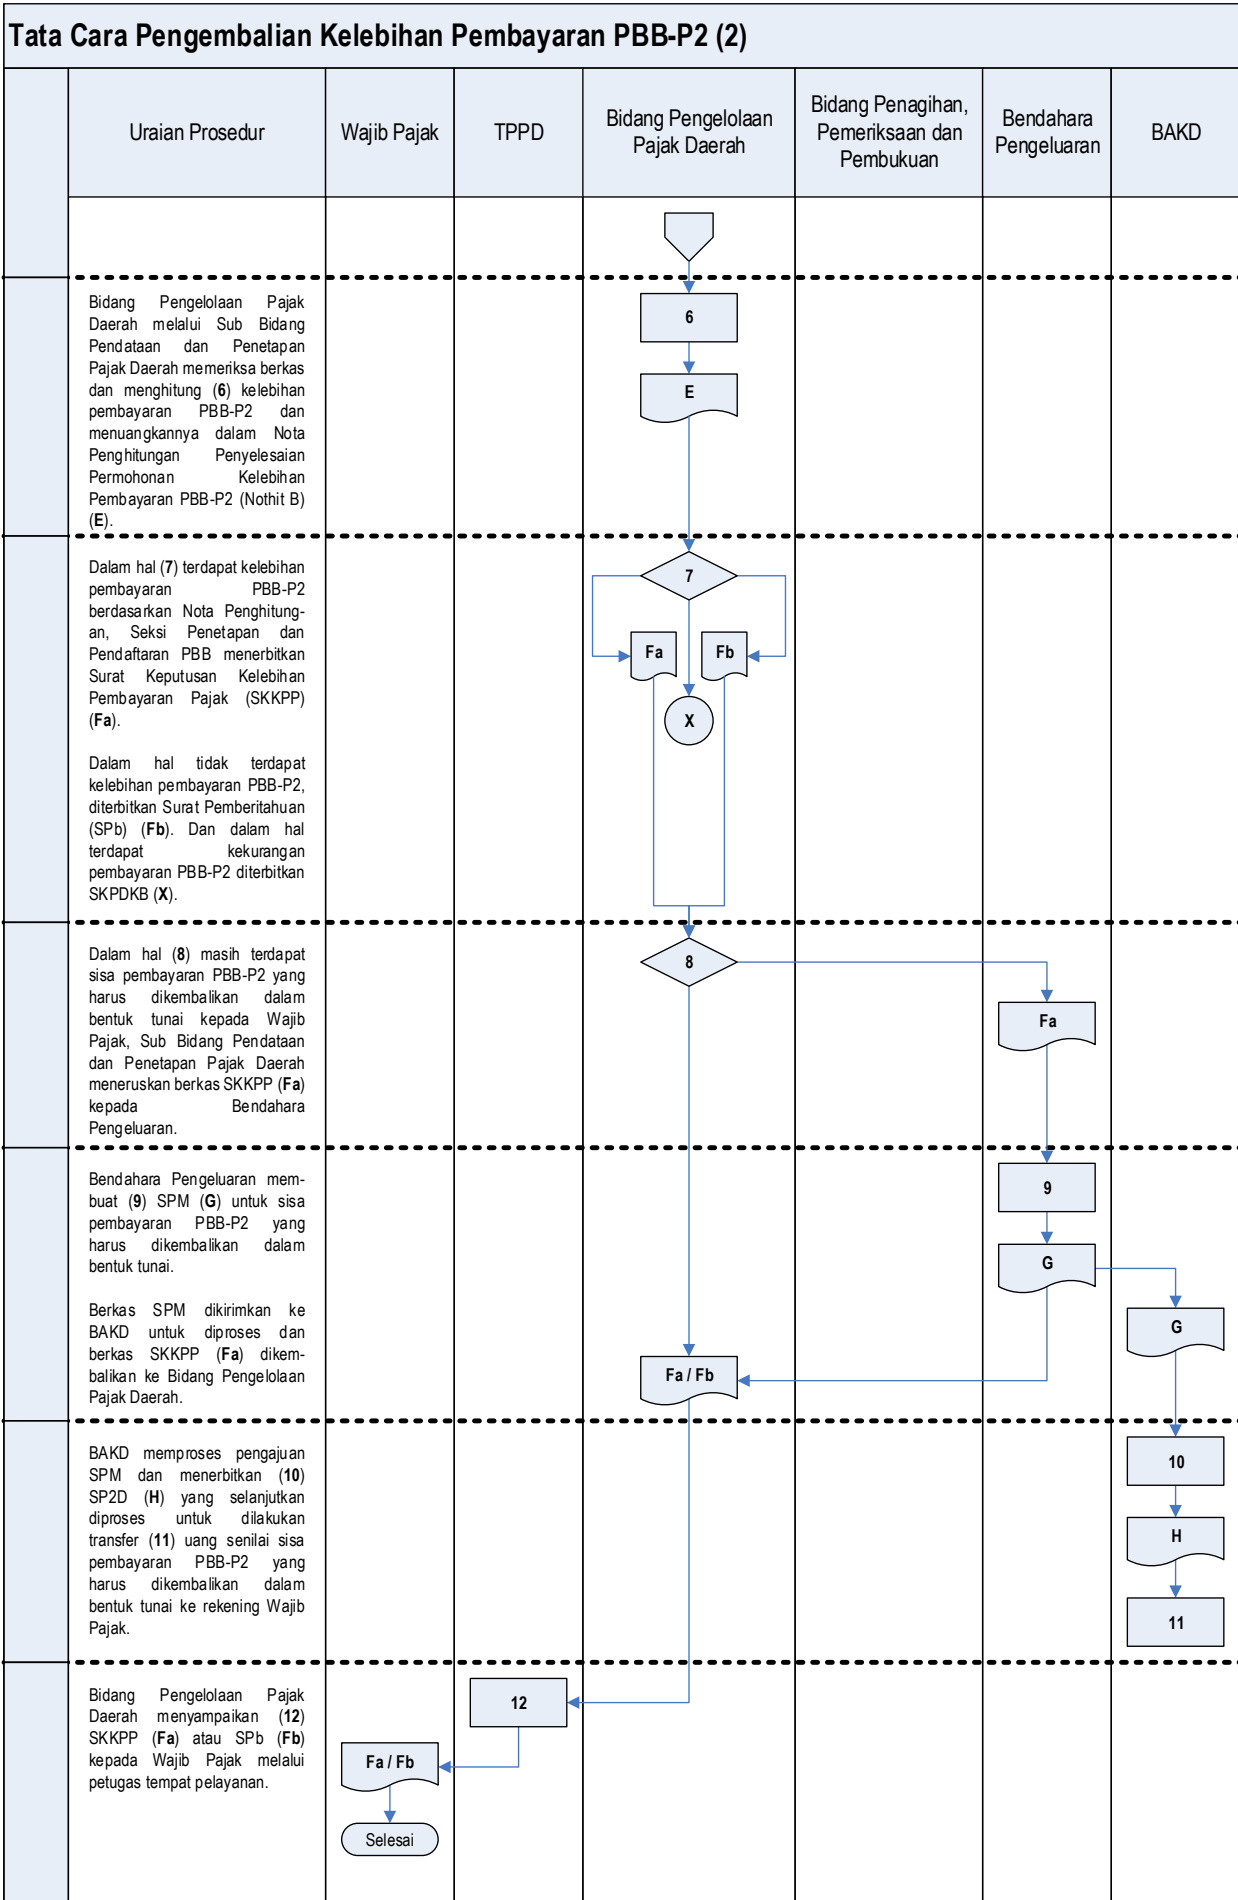 Tata Cara Pengembalian Kelebihan Pembayaran PBB-P2 (2)
Uraian Prosedur
Wajib Pajak
TPPD
Bidang Pengelolaan
Pajak Daerah
Bidang Penagihan,
Pemeriksaan dan
Pembukuan
Bendahara
Pengeluaran
BAKD
Bidang Pengelolaan Pajak
Daerah melalui Sub Bidang
Pendataan dan Penetapan
Pajak Daerah memeriksa berkas
dan menghitung (6) kelebihan
pembayaran PBB-P2 dan
menuangkannya dalam Nota
Penghitungan Penyelesaian
Permohonan Kelebihan
Pembayaran PBB-P2 (Nothit B)
(E).
6
E
Dalam hal (7) terdapat kelebihan
pembayaran PBB-P2
berdasarkan Nota Penghitung-
an, Seksi Penetapan dan
Pendaftaran PBB menerbitkan
Surat Keputusan Kelebihan
Pembayaran Pajak (SKKPP)
(Fa).
Dalam hal tidak terdapat
kelebihan pembayaran PBB-P2,
diterbitkan Surat Pemberitahuan
(SPb) (Fb). Dan dalam hal
terdapat kekurangan
pembayaran PBB-P2 diterbitkan
SKPDKB (X).
7
Fa
Fb
X
Dalam hal (8) masih terdapat
sisa pembayaran PBB-P2 yang
harus dikembalikan dalam
bentuk tunai kepada Wajib
Pajak, Sub Bidang Pendataan
dan Penetapan Pajak Daerah
meneruskan berkas SKKPP (Fa)
kepada Bendahara
Pengeluaran.
8
Fa
Bendahara Pengeluaran mem-
buat (9) SPM (G) untuk sisa
pembayaran PBB-P2 yang
harus dikembalikan dalam
bentuk tunai.
Berkas SPM dikirimkan ke
BAKD untuk diproses dan
berkas SKKPP (Fa) dikem-
balikan ke Bidang Pengelolaan
Pajak Daerah.
9
G
G
Fa / Fb
BAKD memproses pengajuan
SPM dan menerbitkan (10)
SP2D (H) yang selanjutkan
diproses untuk dilakukan
transfer (11) uang senilai sisa
pembayaran PBB-P2 yang
harus dikembalikan dalam
bentuk tunai ke rekening Wajib
Pajak.
10
H
11
Bidang Pengelolaan Pajak
Daerah menyampaikan (12)
SKKPP (Fa) atau SPb (Fb)
kepada Wajib Pajak melalui
petugas tempat pelayanan.
12
Fa / Fb
Selesai